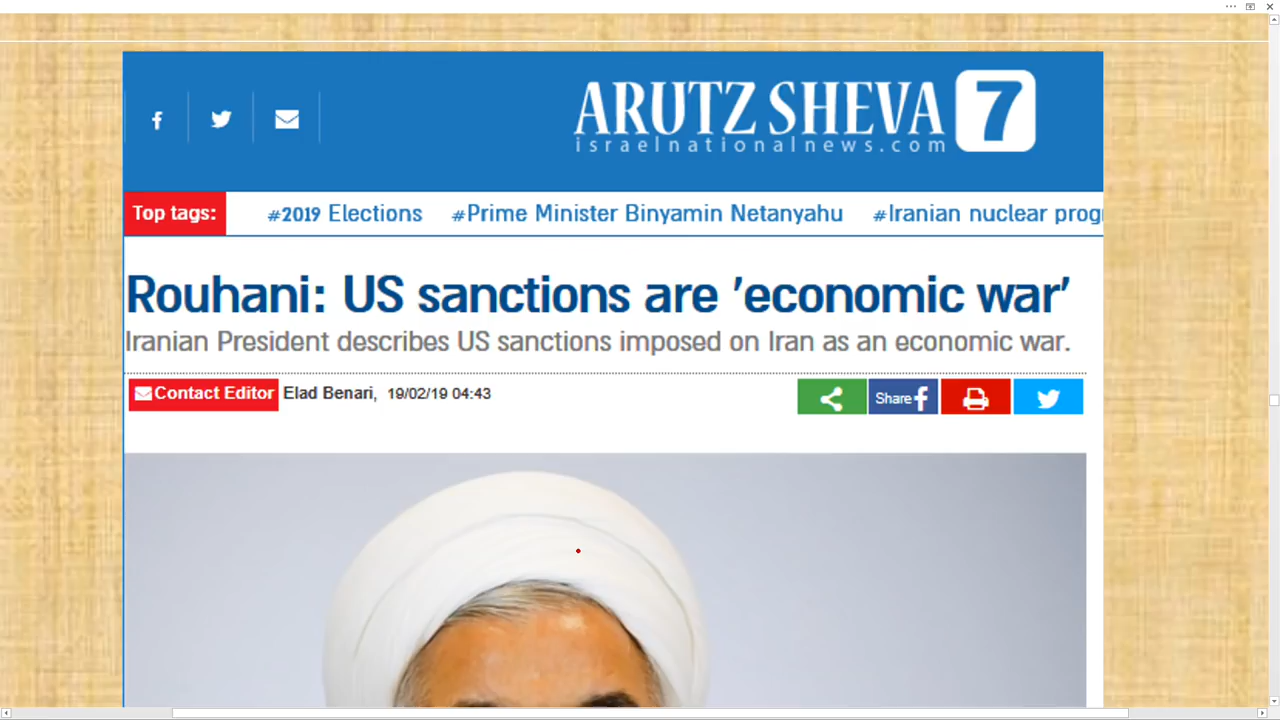 ARUTZ SHEVA 7
israelnationalnews.com
Top tags: #2019 Elections #Prime Minister Binyamin Netanyahu #Iranian nuclear prog
Rouhani: US sanctions are 'economic war'
Iranian President describes US sanctions imposed on Iran as an economic war.
Contact Editor Elad Benari, 19/02/19 04:43 Share